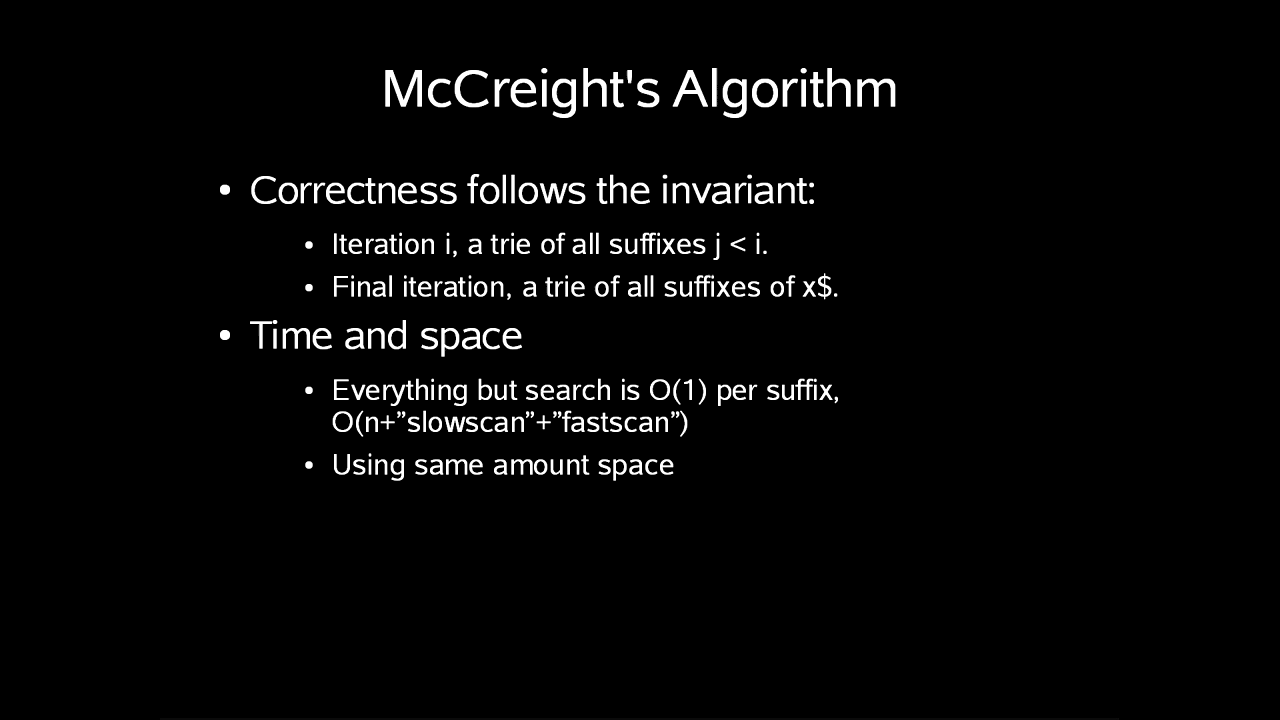 McCreight's Algorithm
• Correctness follows the invariant:
• Iteration i, a trie of all suffixes j < i.
• Final iteration, a trie of all suffixes of x$.
• Time and space
• Everything but search is O(1) per suffix,
O(n+”slowscan”+”fastscan”)
• Using same amount space